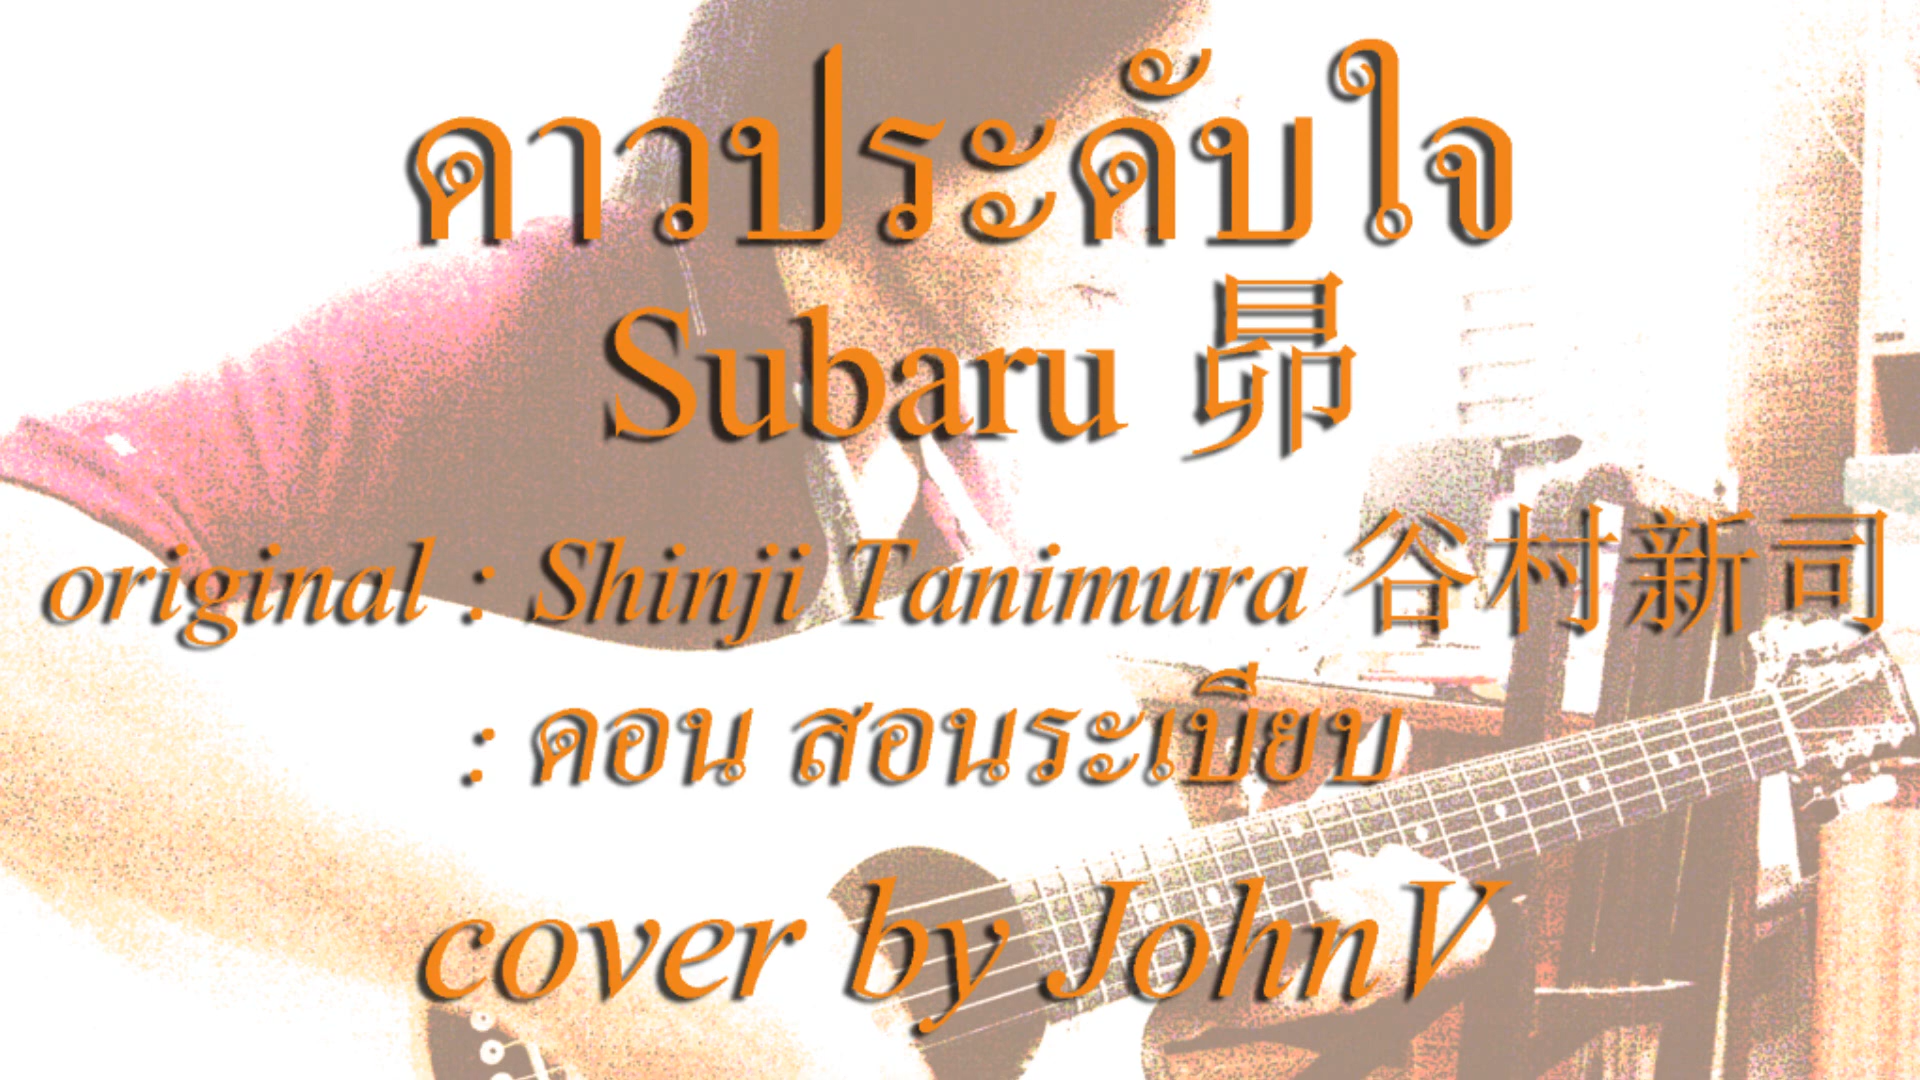 ดาวประดับใจ
Subaru 昴
original : Shinji Tanimura 谷村新司
: ดอน สอนระเบียบ
cover by JohnV